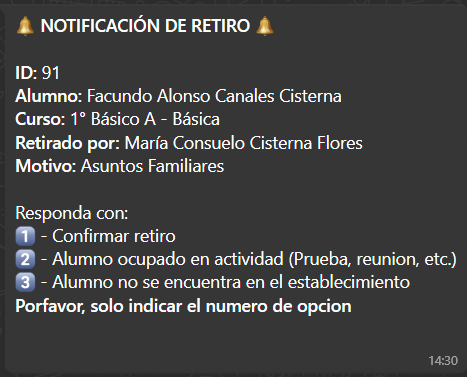 🔔 NOTIFICACIÓN DE RETIRO 🔔
ID: 91
Alumno: Facundo Alonso Canales Cisterna
Curso: 1° Básico A - Básica
Retirado por: María Consuelo Cisterna Flores
Motivo: Asuntos Familiares
Responda con:
1️⃣ - Confirmar retiro
2️⃣ - Alumno ocupado en actividad (Prueba, reunion, etc.)
3️⃣ - Alumno no se encuentra en el establecimiento
Porfavor, solo indicar el numero de opcion
14:30